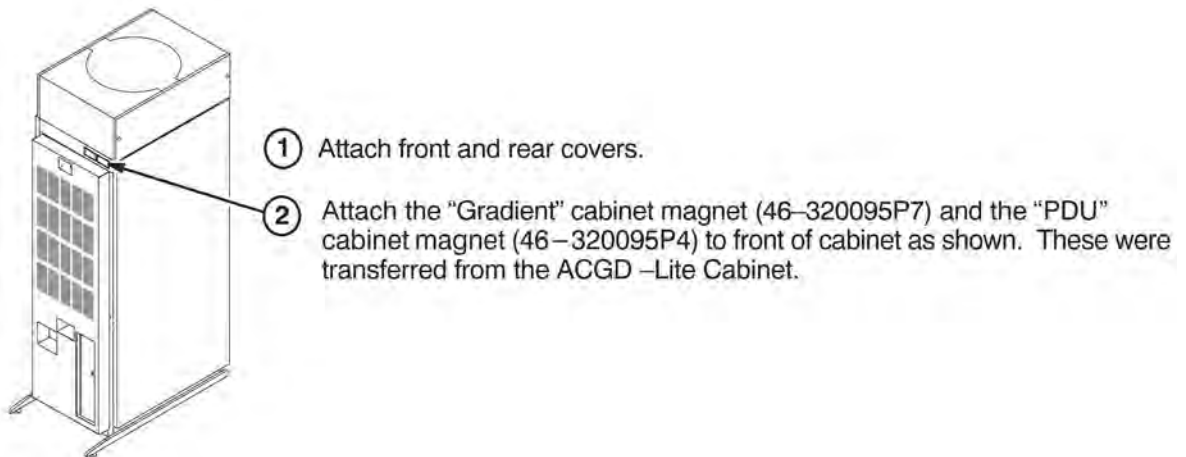 1 Attach front and rear covers.
2 Attach the “Gradient” cabinet magnet (46–320095P7) and the “PDU”
cabinet magnet (46–320095P4) to front of cabinet as shown.  These were
transferred from the ACGD –Lite Cabinet.